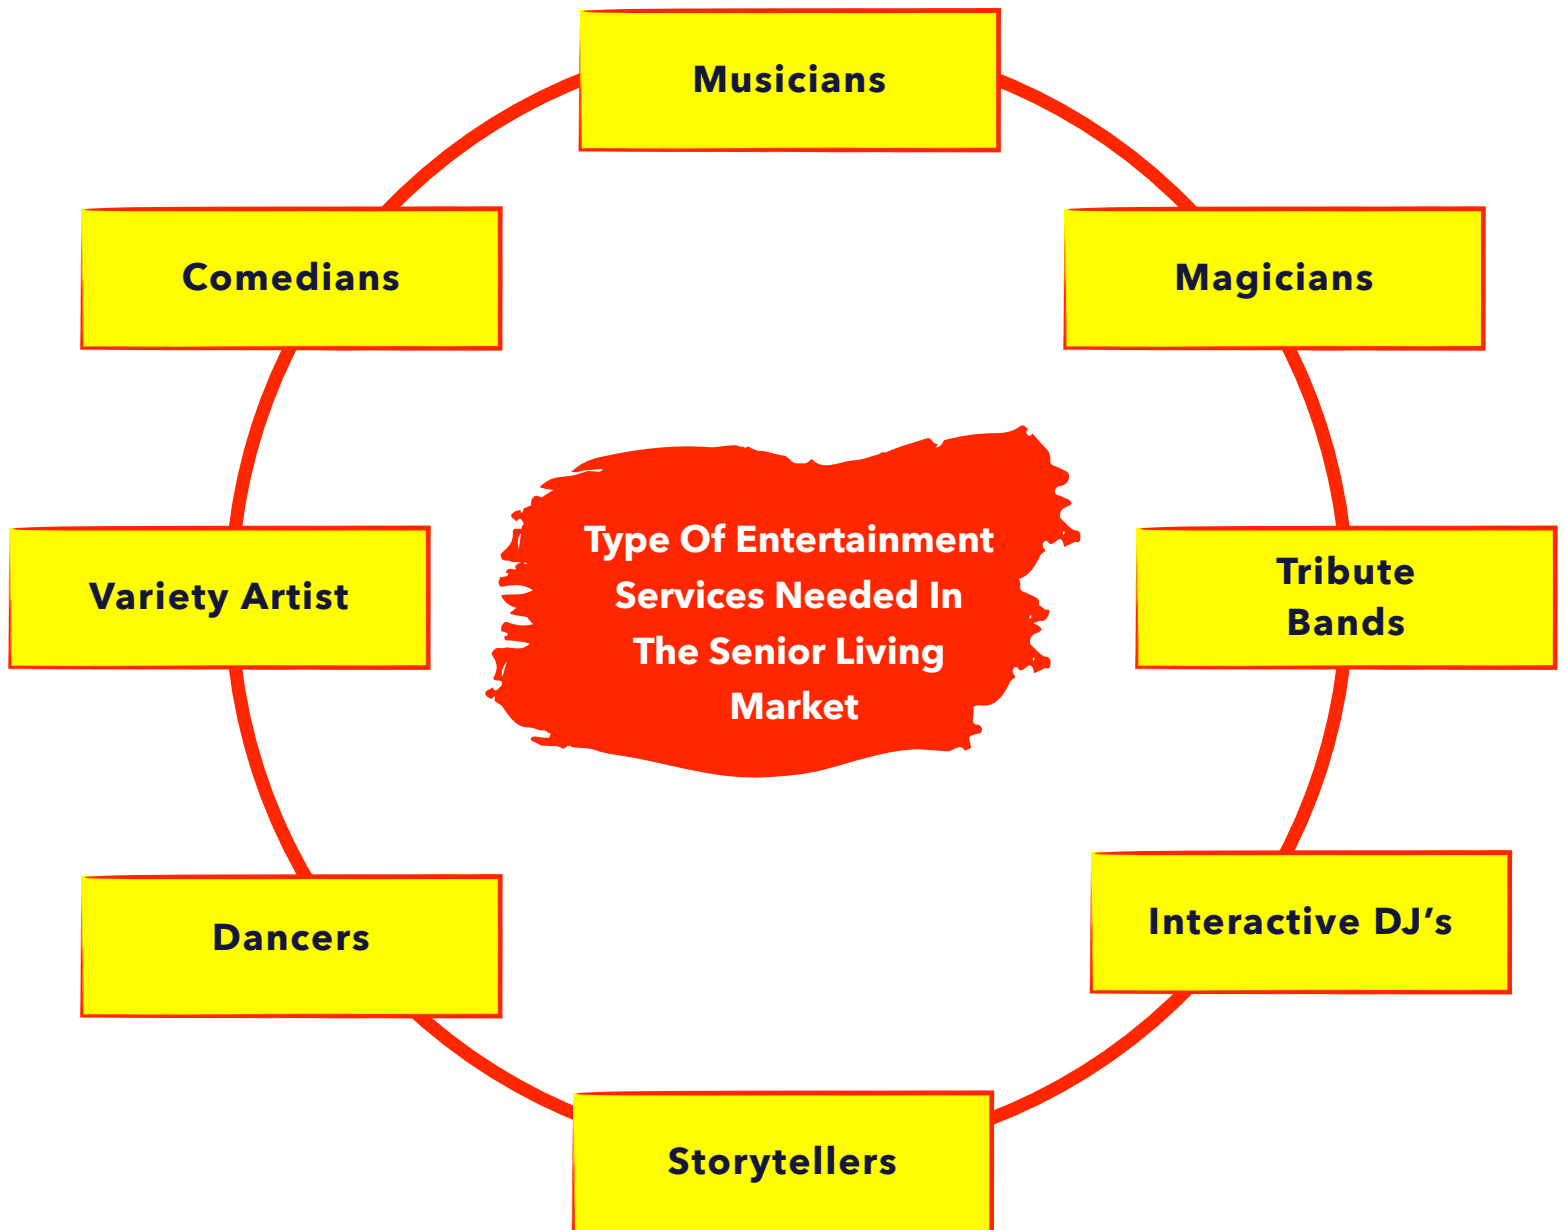 Musicians
Comedians
Magicians
Type Of Entertainment
Services Needed In
The Senior Living
Market
Variety Artist
Tribute
Bands
Dancers
Interactive DJ’s
Storytellers